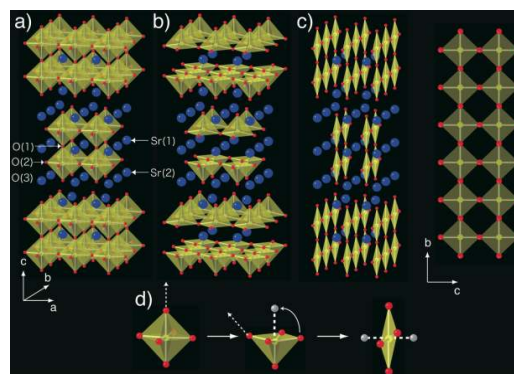 a) b) c)
O(1)
Sr(1)
O(2)
O(3)
Sr(2)
c
b
a
b
c
d)